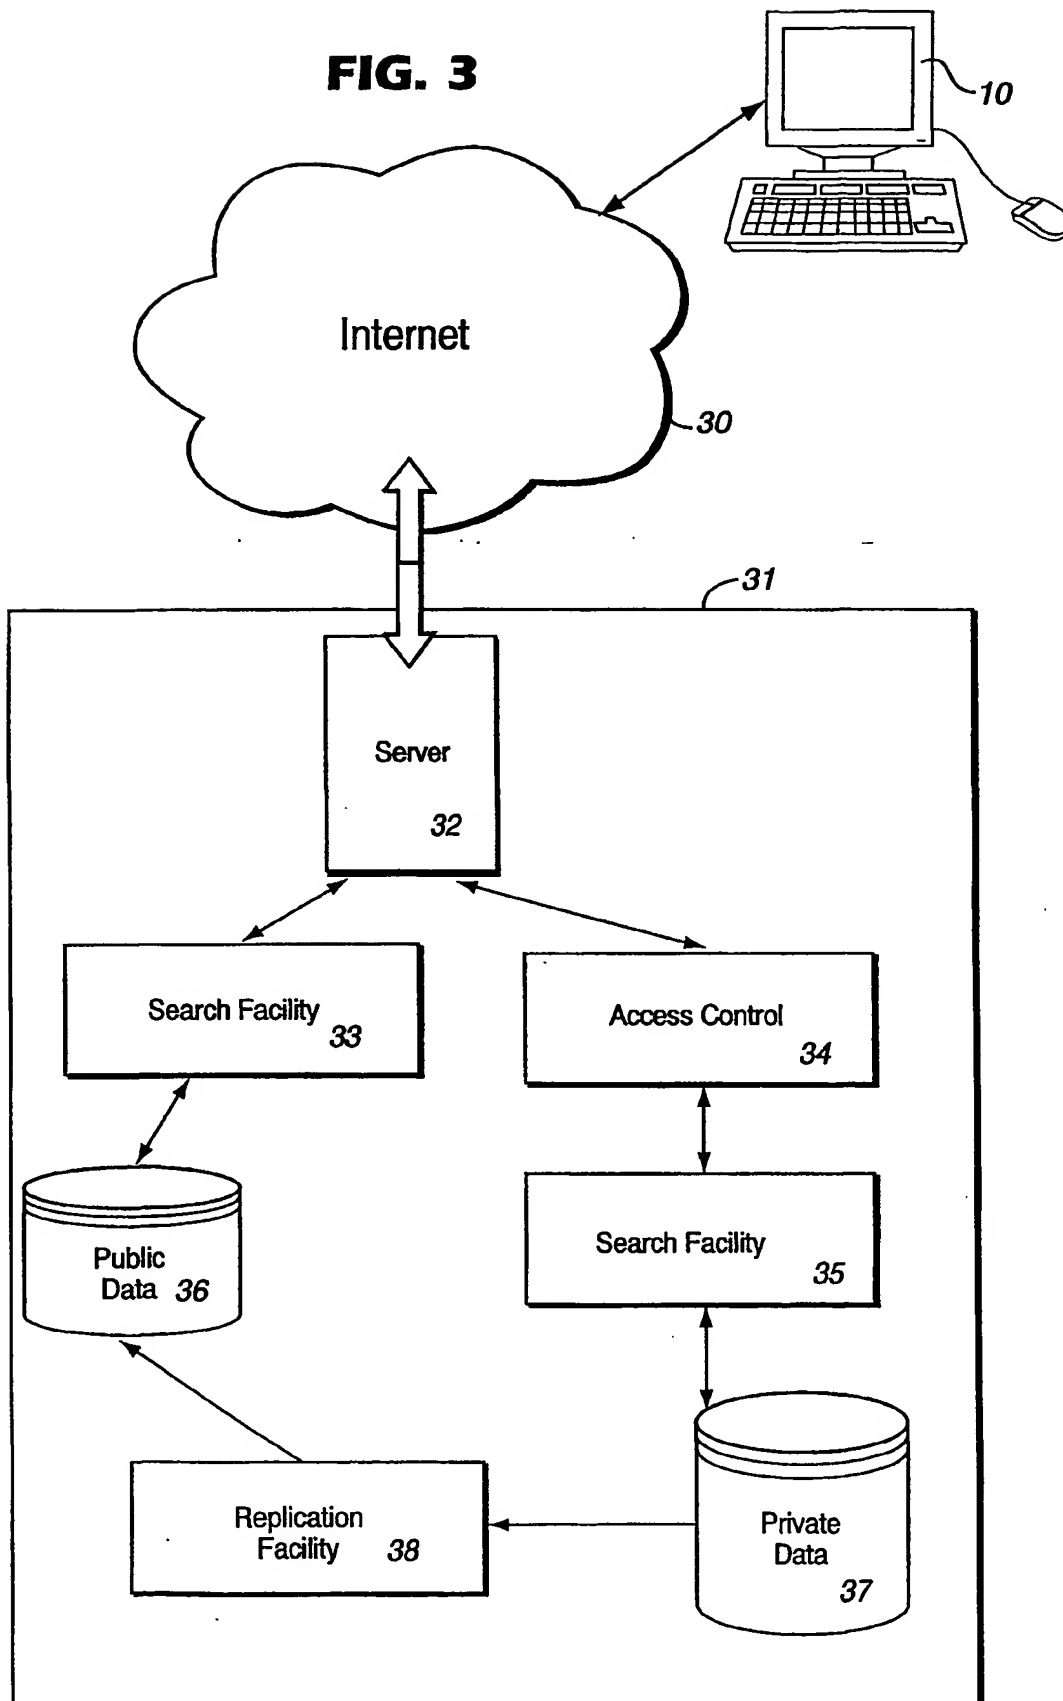 FIG. 3
10
Internet
30
31
Server
32
Search Facility
33
Access Control
34
Search Facility
35
Public
Data 36
Replication
Facility 38
Private
Data
37